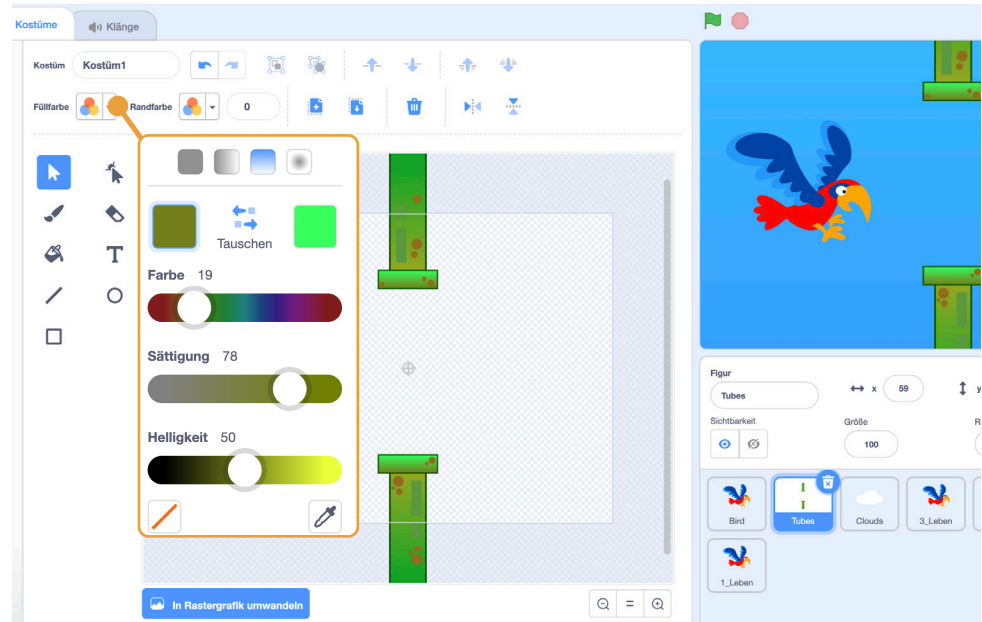 Kostüme
Klänge
Kostüm
Kostüm1
Füllfarbe
Randfarbe
0
Tauschen
Farbe 19
Sättigung 78
Helligkeit 50
T
In Rastergrafik umwandeln
=
Figur
Tubes
x 59
y
Sichtbarkeit
Größe
R
100
Bird
Tubes
Clouds
3_Leben
1_Leben